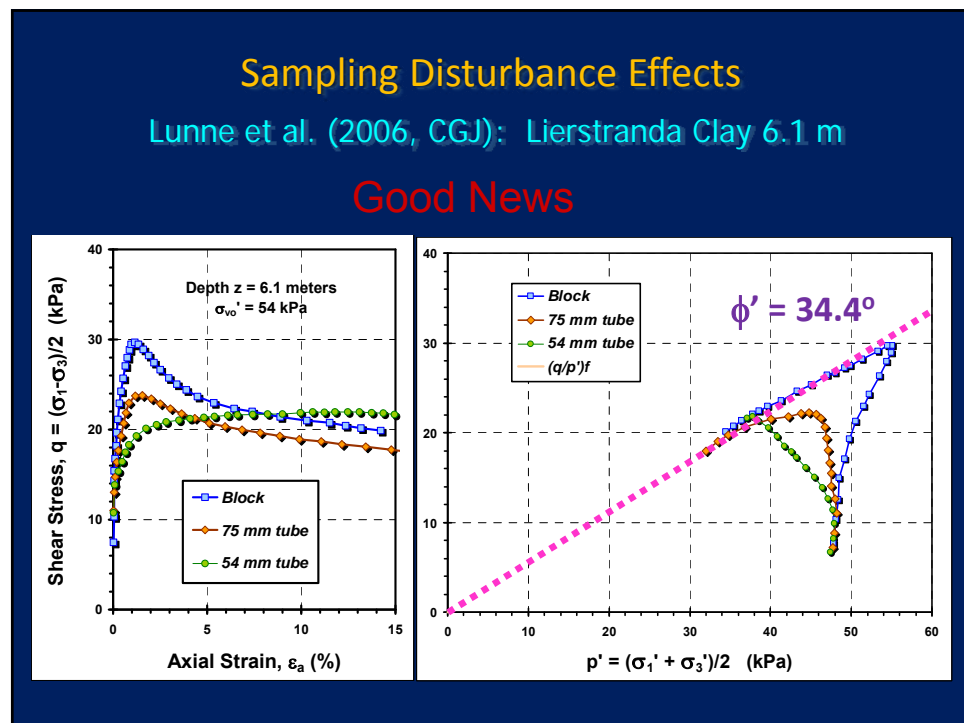 Sampling Disturbance Effects
Lunne et al. (2006, CGJ): Lierstranda Clay 6.1 m
Good News
40
30
20
10
0
Shear Stress, q = (σ1-σ3)/2 (kPa)
Depth z = 6.1 meters
σvo' = 54 kPa
Block
75 mm tube
54 mm tube
0 5 10 15
Axial Strain, εa (%)
40
30
20
10
0
Block
75 mm tube
54 mm tube
(q/p')f
ϕ' = 34.4°
0 10 20 30 40 50 60
p' = (σ1' + σ3')/2 (kPa)